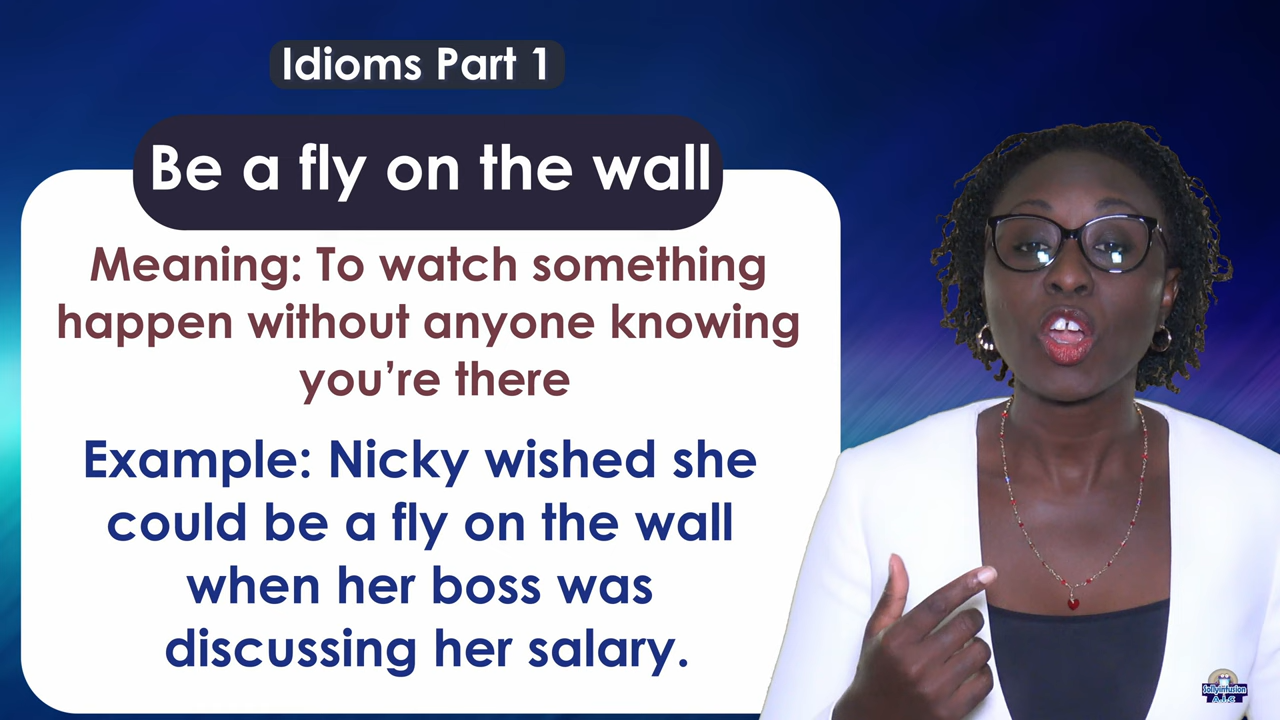 Idioms Part 1
Be a fly on the wall
Meaning: To watch something
happen without anyone knowing
you’re there
Example: Nicky wished she
could be a fly on the wall
when her boss was
discussing her salary.
Sollyinfusion